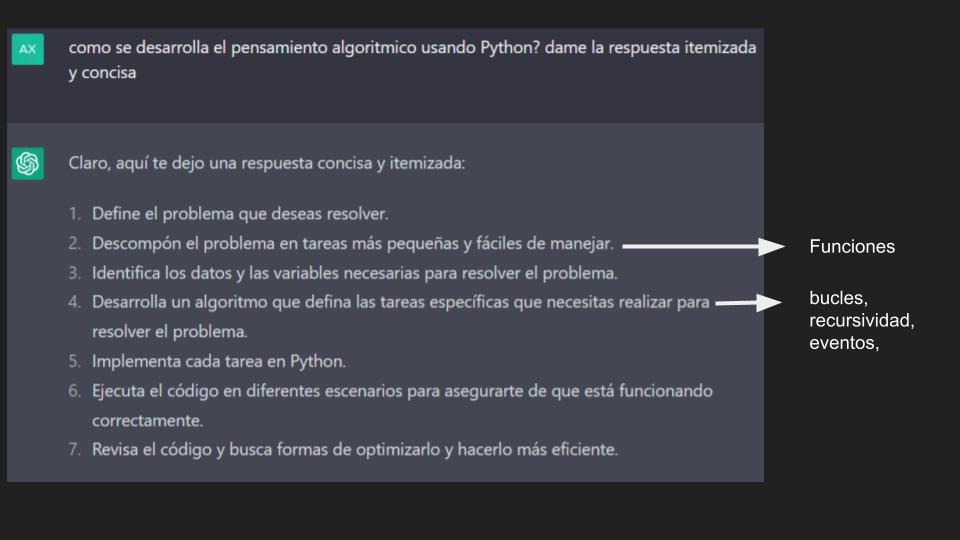 AX
como se desarrolla el pensamiento algoritmico usando Python? dame la respuesta itemizada
y concisa
Claro, aquí te dejo una respuesta concisa y itemizada:
1. Define el problema que deseas resolver.
2. Descompón el problema en tareas más pequeñas y fáciles de manejar.
Funciones
3. Identifica los datos y las variables necesarias para resolver el problema.
4. Desarrolla un algoritmo que defina las tareas específicas que necesitas realizar para
resolver el problema.
bucles,
recursividad,
eventos,
5. Implementa cada tarea en Python.
6. Ejecuta el código en diferentes escenarios para asegurarte de que está funcionando
correctamente.
7. Revisa el código y busca formas de optimizarlo y hacerlo más eficiente.